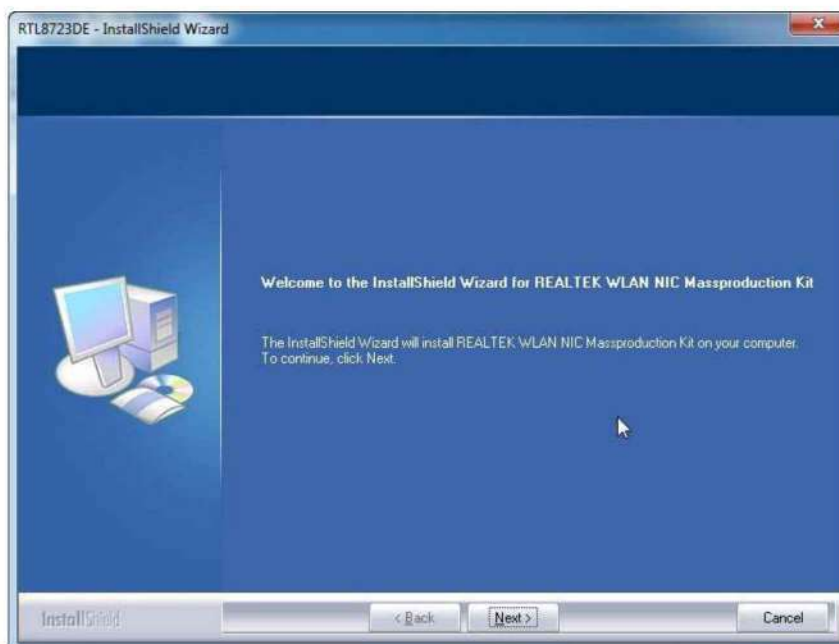 RTL8723DE - InstallShield Wizard
Welcome to the InstallShield Wizard for REALTEK WLAN NIC Massproduction Kit
The InstallShield Wizard will install REALTEK WLAN NIC Massproduction Kit on your computer.
To continue, click Next.
InstallShield
< Back
Next >
Cancel